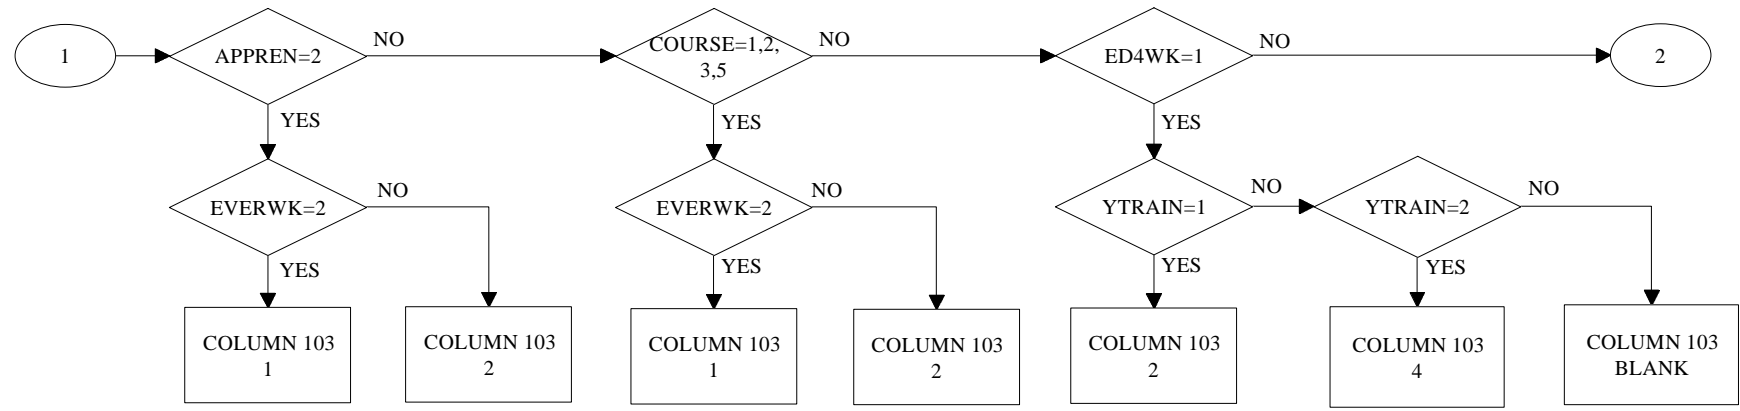 1
APPREN=2
NO
COURSE=1,2,
3,5
NO
ED4WK=1
NO
2
YES
YES
YES
EVERWK=2
NO
EVERWK=2
NO
YTRAIN=1
NO
YTRAIN=2
NO
YES
YES
YES
YES
COLUMN 103
1
COLUMN 103
2
COLUMN 103
1
COLUMN 103
2
COLUMN 103
2
COLUMN 103
4
COLUMN 103
BLANK